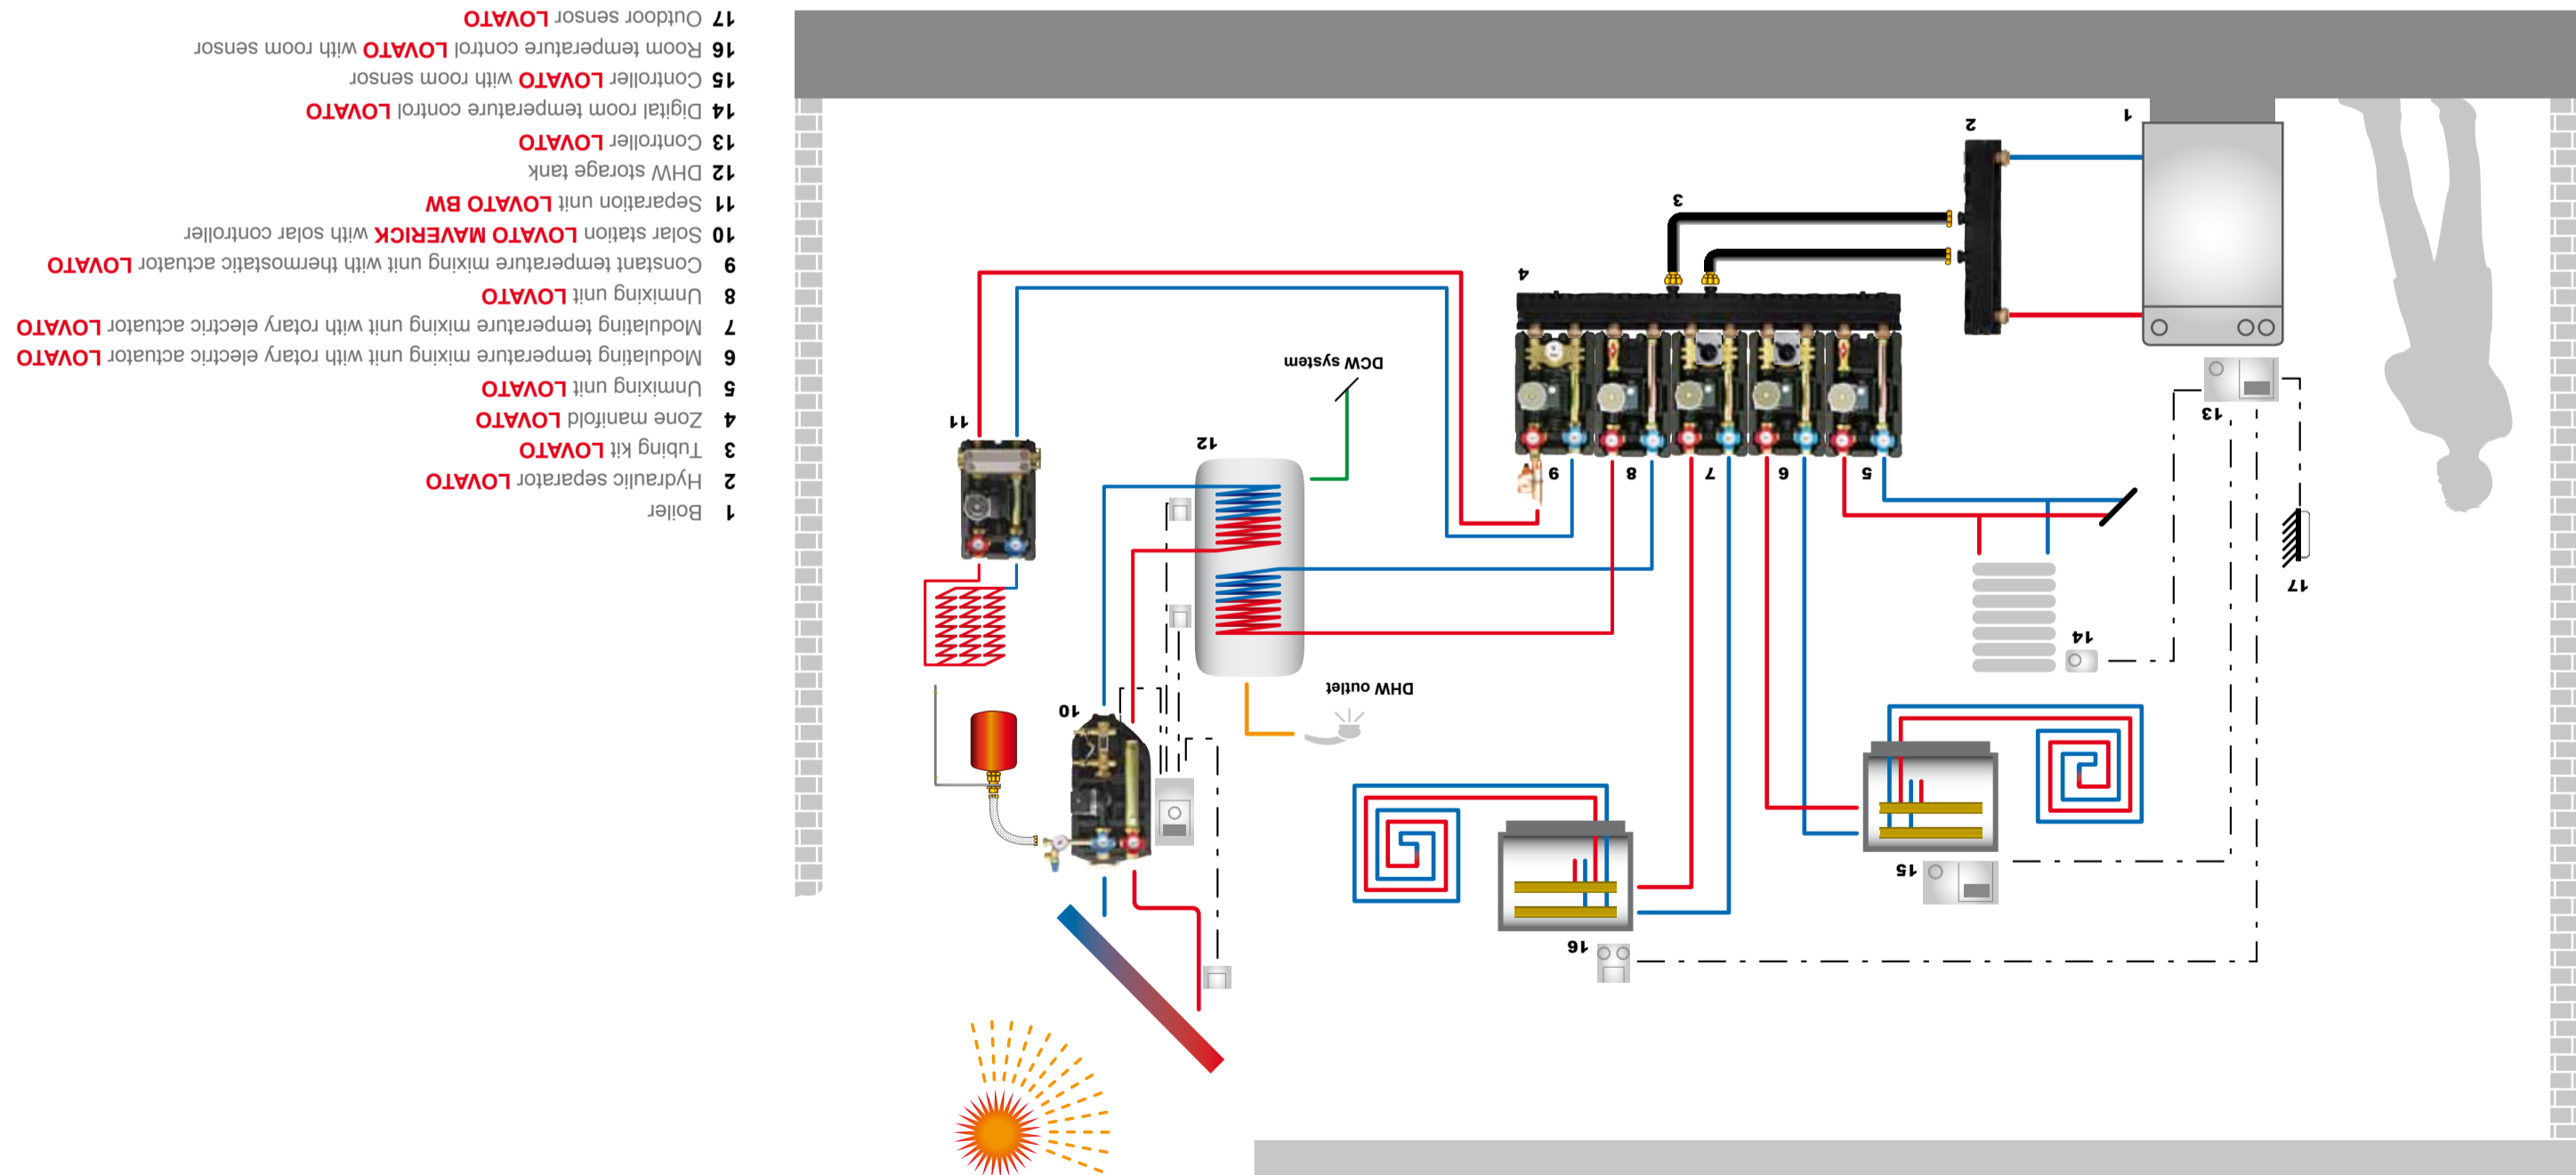 1 Boiler
2 Hydraulic separator LOVATO
3 Tubing kit LOVATO
4 Zone manifold LOVATO
5 Unmixing unit LOVATO
6 Modulating temperature mixing unit with rotary electric actuator LOVATO
7 Modulating temperature mixing unit with rotary electric actuator LOVATO
8 Unmixing unit LOVATO
9 Constant temperature mixing unit with thermostatic actuator LOVATO
10 Solar station LOVATO MAVERICK with solar controller
11 Separation unit LOVATO BW
12 DHW storage tank
13 Controller LOVATO
14 Digital room temperature control LOVATO
15 Controller LOVATO with room sensor
16 Room temperature control LOVATO with room sensor
17 Outdoor sensor LOVATO
16
15
10
DHW outlet
14
17
5
6
7
8
9
12
11
13
DCW system
4
3
2
1